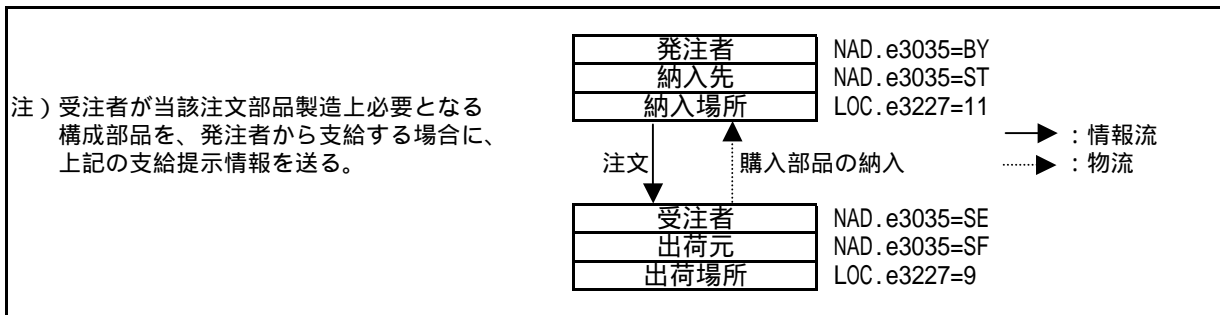 発注者 NAD.e3035=BY
納入先 NAD.e3035=ST
納入場所 LOC.e3227=11
注）受注者が当該注文部品製造上必要となる
構成部品を、発注者から支給する場合に、
上記の支給提示情報を送る。
：情報流
注文 購入部品の納入 ：物流
受注者 NAD.e3035=SE
出荷元 NAD.e3035=SF
出荷場所 LOC.e3227=9